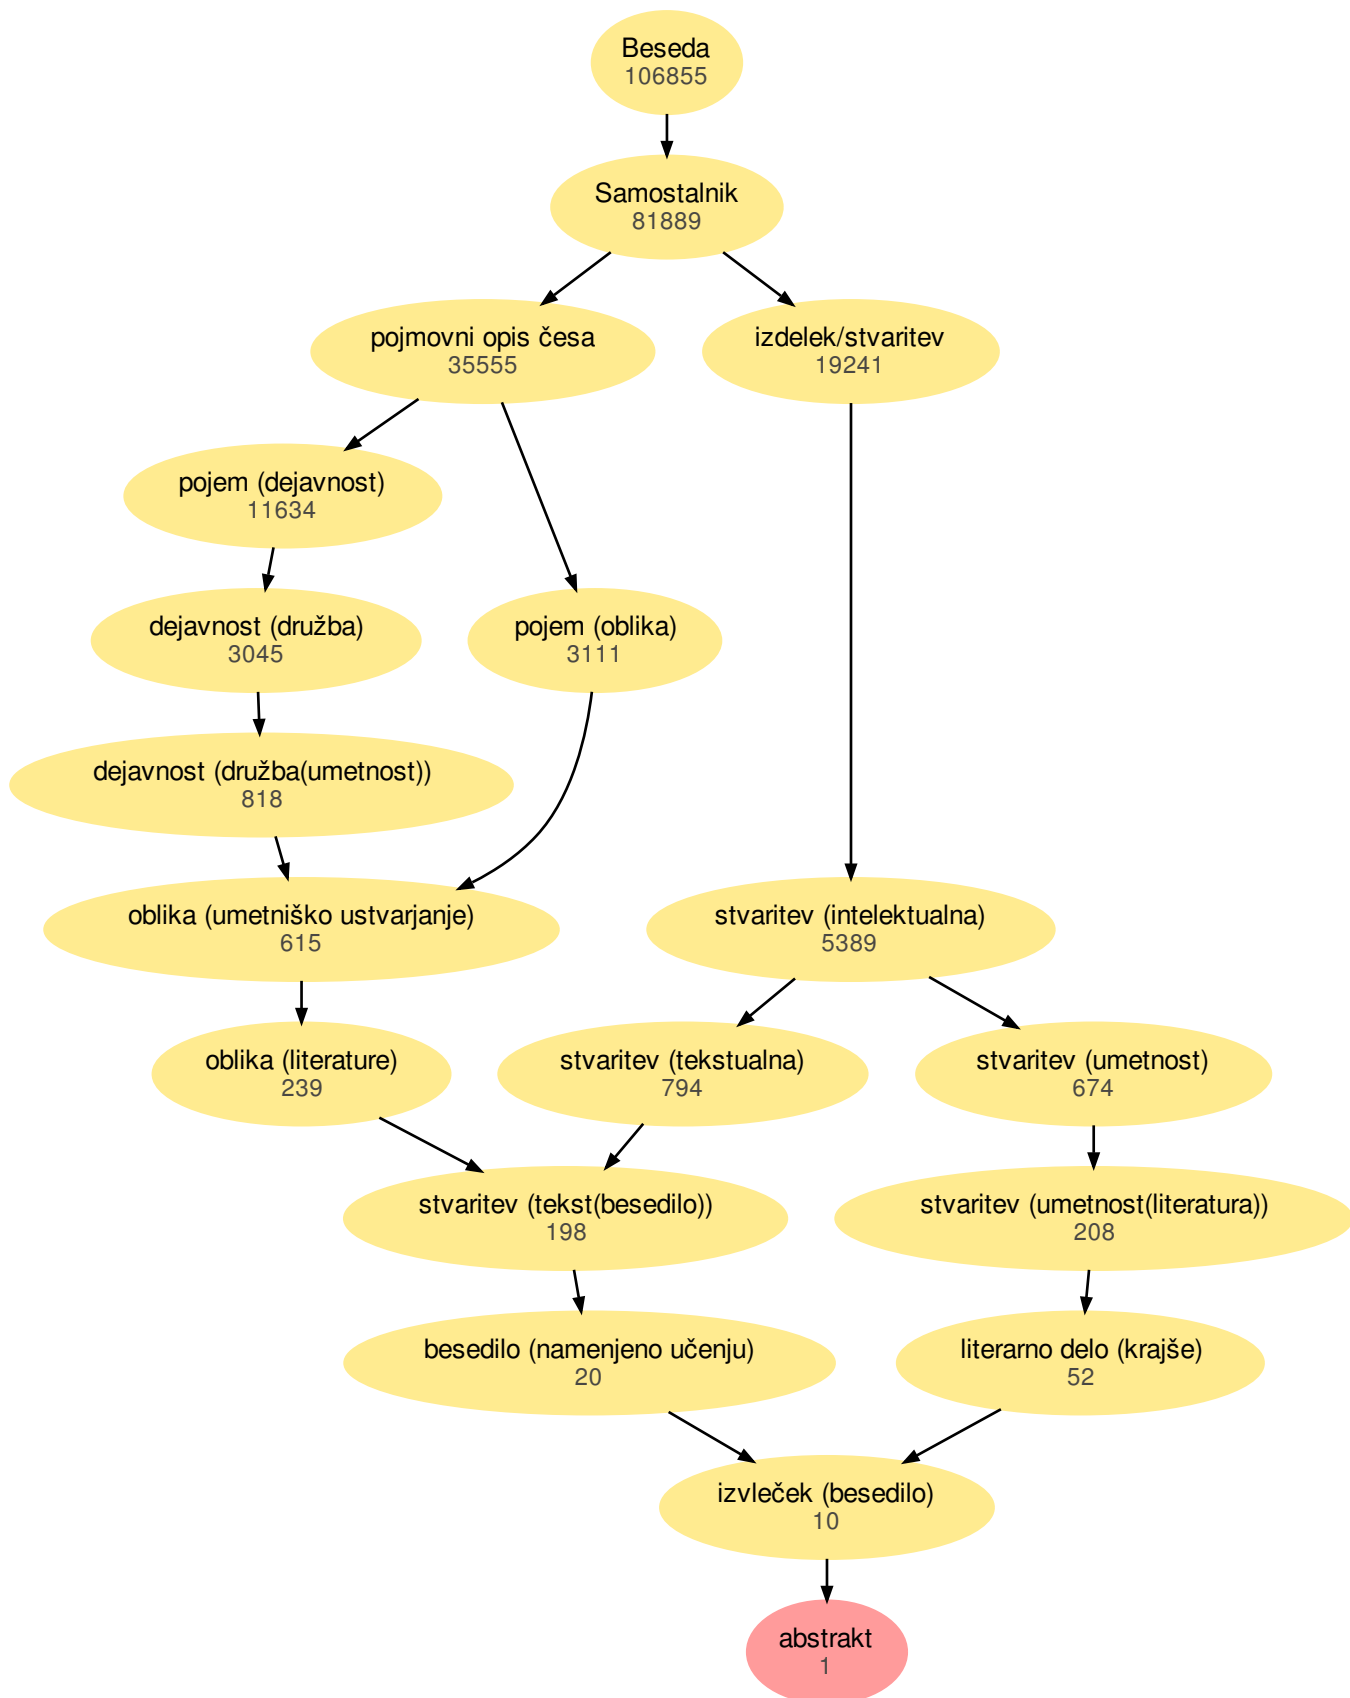 Beseda
106855
Samostalnik
81889
pojmovni opis česa
35555
izdelek/stvaritev
19241
pojem (dejavnost)
11634
dejavnost (družba)
3045
pojem (oblika)
3111
dejavnost (družba(umetnost))
818
oblika (umetniško ustvarjanje)
615
stvaritev (intelektualna)
5389
oblika (literature)
239
stvaritev (tekstualna)
794
stvaritev (umetnost)
674
stvaritev (tekst(besedilo))
198
stvaritev (umetnost(literatura))
208
besedilo (namenjeno učenju)
20
literarno delo (krajše)
52
izvleček (besedilo)
10
abstrakt
1